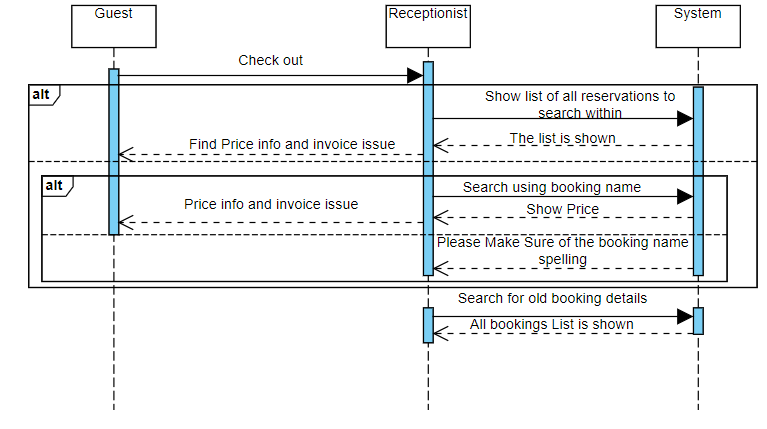 Guest
Receptionist
System
Check out
alt
Show list of all reservations to
search within
The list is shown
Find Price info and invoice issue
alt
Search using booking name
Price info and invoice issue
Show Price
Please Make Sure of the booking name
spelling
Search for old booking details
All bookings List is shown